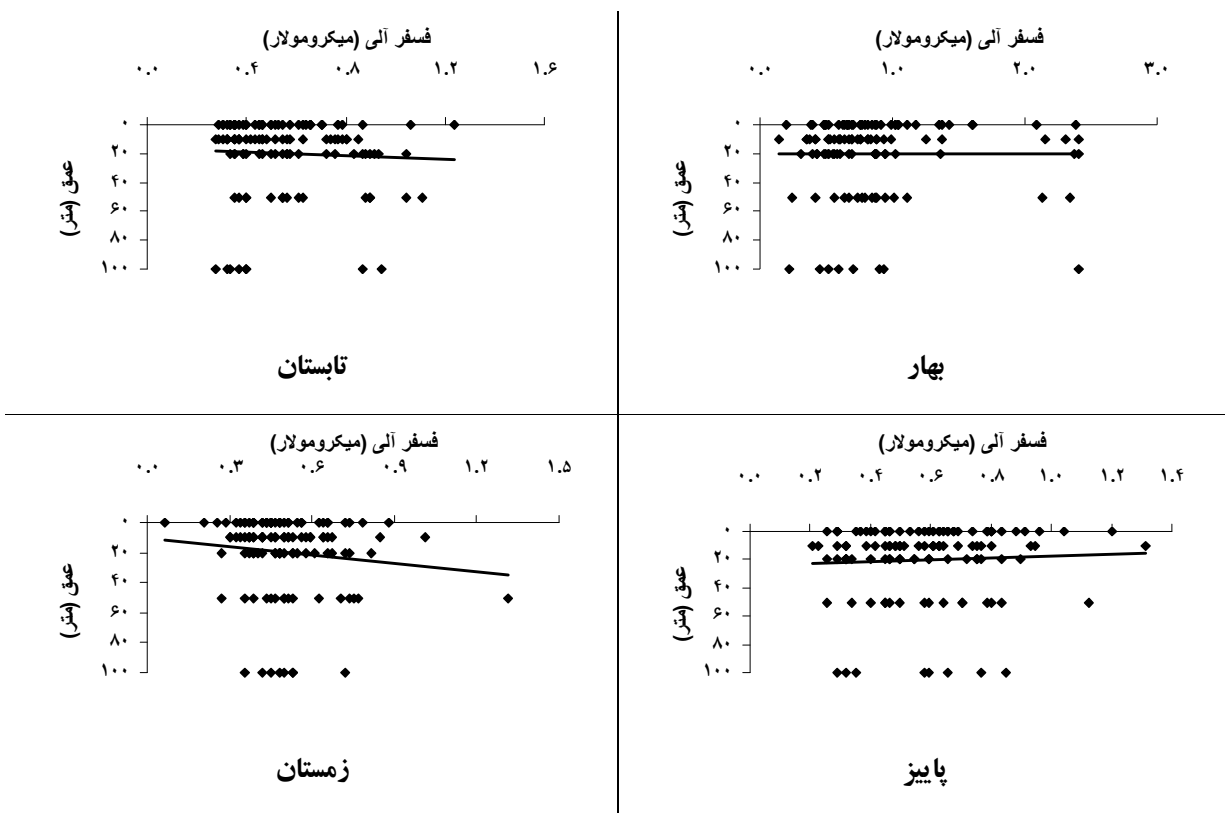 فسفر آلی (میکرومولار)
۰.۰ ۱.۰ ۲.۰ ۳.۰
۰
۲۰
۴۰
۶۰
۸۰
۱۰۰
عمق (متر)
بهار
فسفر آلی (میکرومولار)
۰.۰ ۰.۴ ۰.۸ ۱.۲ ۱.۶
۰
۲۰
۴۰
۶۰
۸۰
۱۰۰
عمق (متر)
تابستان
فسفر آلی (میکرومولار)
۰.۰ ۰.۲ ۰.۴ ۰.۶ ۰.۸ ۱.۰ ۱.۲ ۱.۴
۰
۲۰
۴۰
۶۰
۸۰
۱۰۰
عمق (متر)
پاییز
فسفر آلی (میکرومولار)
۰.۰ ۰.۳ ۰.۶ ۰.۹ ۱.۲ ۱.۵
۰
۲۰
۴۰
۶۰
۸۰
۱۰۰
عمق (متر)
زمستان